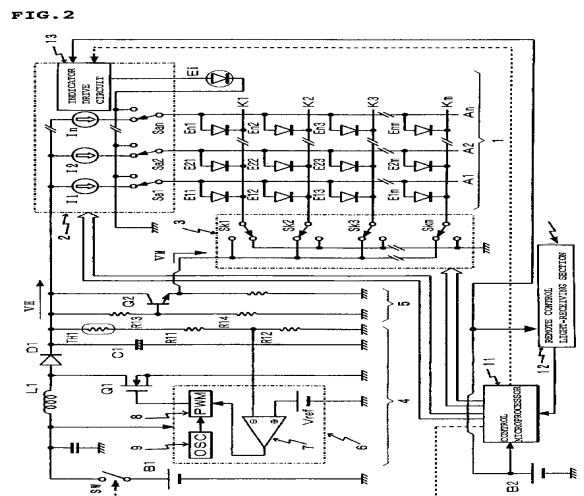 FIG.2
13
INDICATOR DRIVE CIRCUIT
Ei
I1
I2
In
Sa1
Sa2
San
2
E11
E21
En1
K1
E12
E22
En2
K2
E13
E23
En3
K3
E1m
E2m
Enm
Km
A1
A2
An
1
3
Sk1
Sk2
Sk3
Skm
VM
VH
Q2
R13
R14
5
TH1
R11
R12
D1
C1
L1
Q1
4
8
PWM
9
OSC
7
Vref
6
SW
B1
REMOTE CONTROL LIGHT-RECEIVING SECTION
12
11
CONTROL MICROPROCESSOR
B2